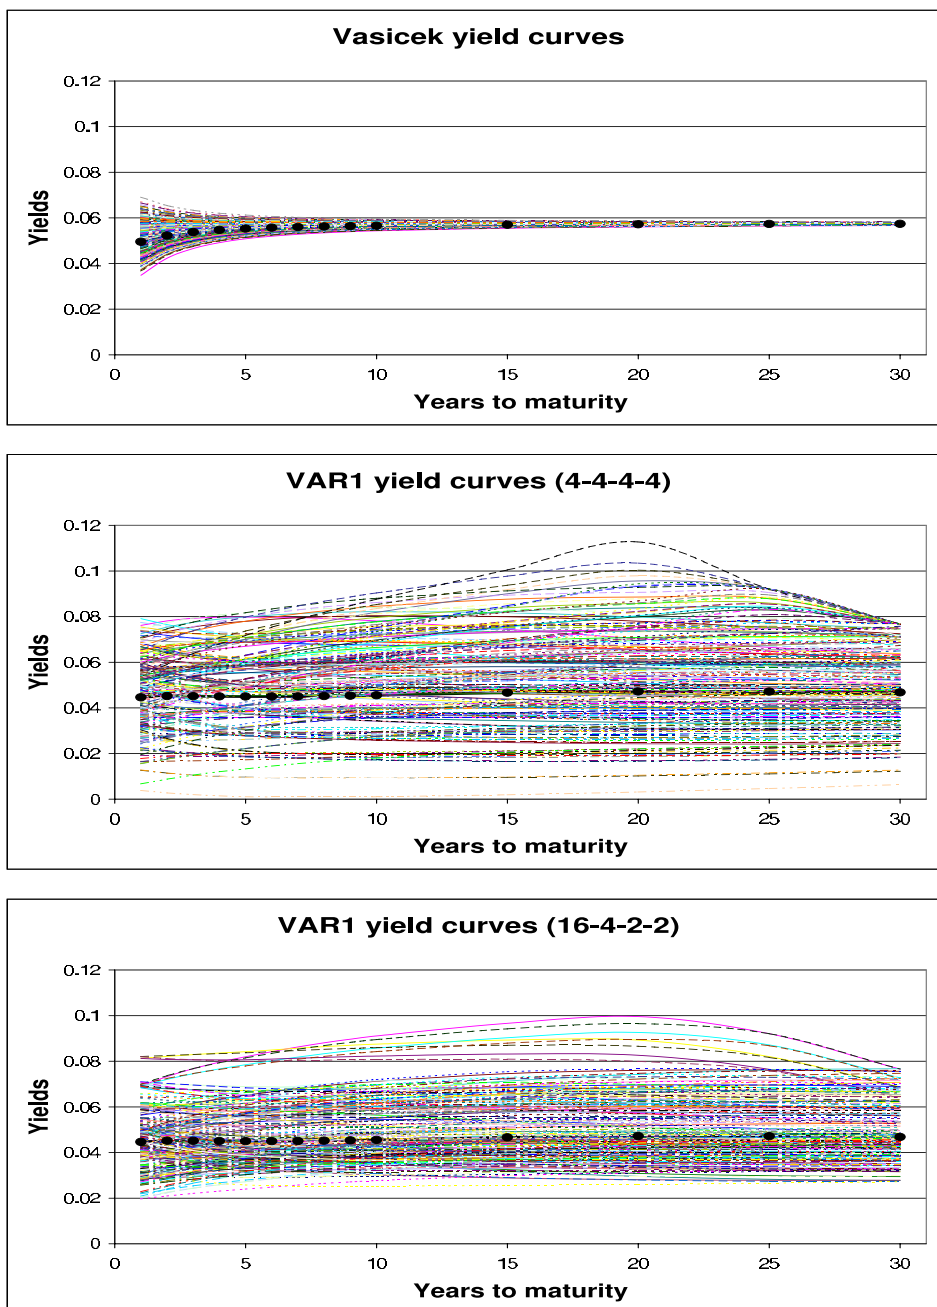 Vasicek yield curves
0.12
0.1
0.08
0.06
0.04
0.02
0
Yields
0 5 10 15 20 25 30
Years to maturity
VAR1 yield curves (4-4-4-4)
0.12
0.1
0.08
0.06
0.04
0.02
0
Yields
0 5 10 15 20 25 30
Years to maturity
VAR1 yield curves (16-4-2-2)
0.12
0.1
0.08
0.06
0.04
0.02
0
Yields
0 5 10 15 20 25 30
Years to maturity